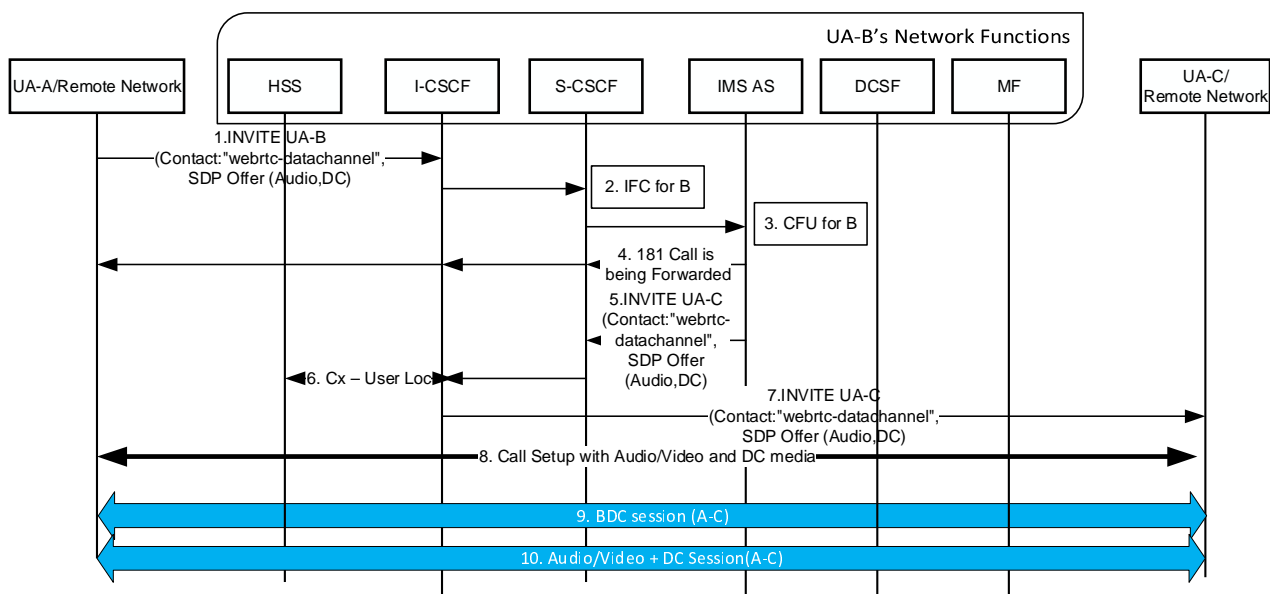 UA-B's Network Functions
UA-A/Remote Network
HSS
I-CSCF
S-CSCF
IMS AS
DCSF
MF
UA-C/
Remote Network
1.INVITE UA-B
(Contact:"webrtc-datachannel",
SDP Offer (Audio,DC)
2. IFC for B
3. CFU for B
4. 181 Call is
being Forwarded
5.INVITE UA-C
(Contact:"webrtc-
datachannel",
SDP Offer
(Audio,DC)
6. Cx – User Loc
7.INVITE UA-C
(Contact:"webrtc-datachannel",
SDP Offer (Audio,DC)
8. Call Setup with Audio/Video and DC media
9. BDC session (A-C)
10. Audio/Video + DC Session(A-C)